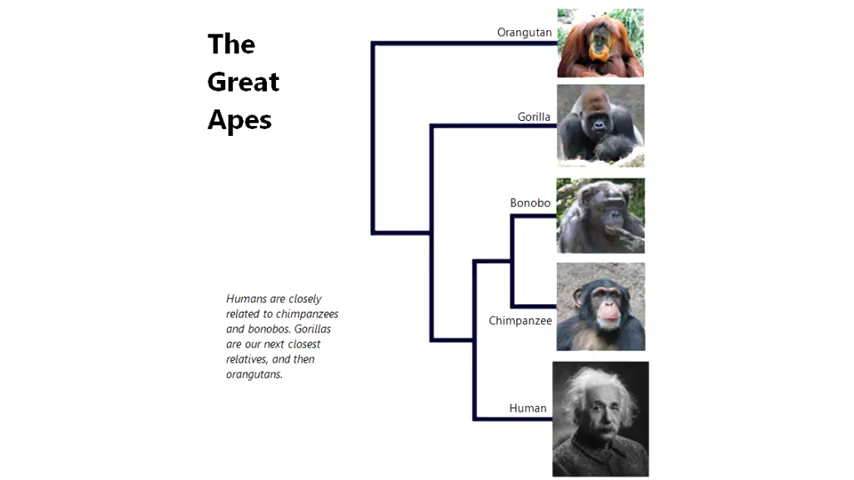 The
Great
Apes
Orangutan
Gorilla
Bonobo
Chimpanzee
Human
Humans are closely
related to chimpanzees
and bonobos. Gorillas
are our next closest
relatives, and then
orangutans.